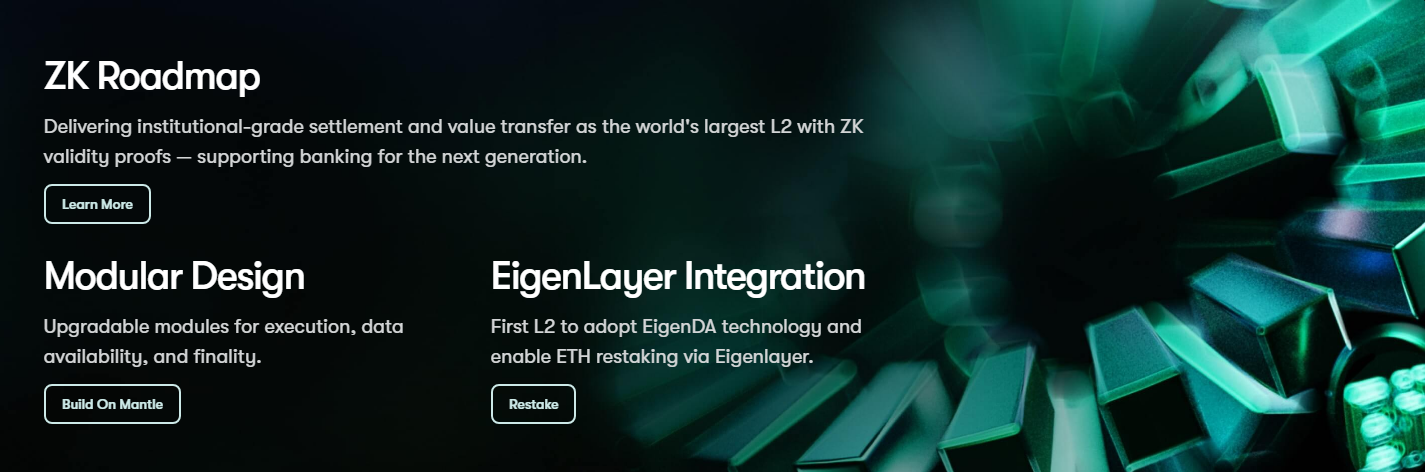 ZK Roadmap
Delivering institutional-grade settlement and value transfer as the world's largest L2 with ZK
validity proofs — supporting banking for the next generation.
Learn More
Modular Design
Upgradable modules for execution, data
availability, and finality.
Build On Mantle
EigenLayer Integration
First L2 to adopt EigenDA technology and
enable ETH restaking via Eigenlayer.
Restake